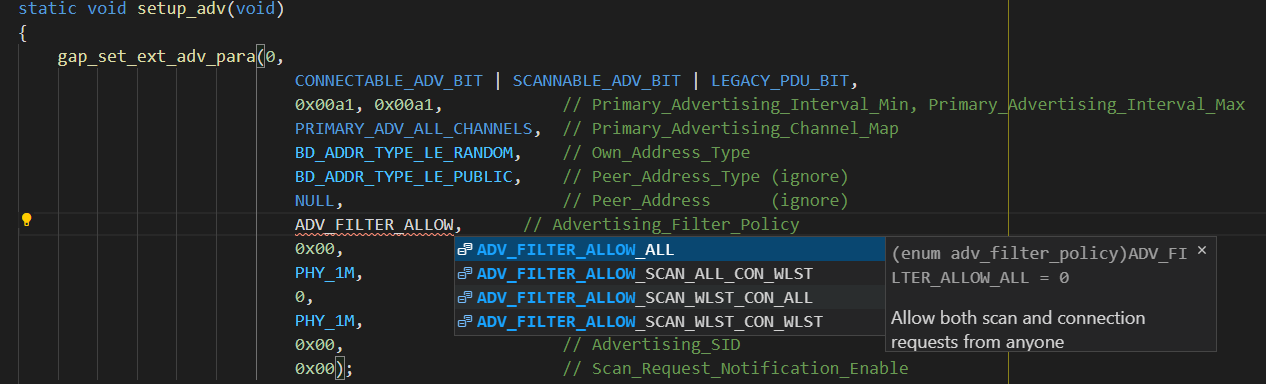 static void setup_adv(void)
{
gap_set_ext_adv_para(0,
CONNECTABLE_ADV_BIT | SCANNABLE_ADV_BIT | LEGACY_PDU_BIT,
0x00a1, 0x00a1, // Primary_Advertising_Interval_Min, Primary_Advertising_Interval_Max
PRIMARY_ADV_ALL_CHANNELS, // Primary_Advertising_Channel_Map
BD_ADDR_TYPE_LE_RANDOM, // Own_Address_Type
BD_ADDR_TYPE_LE_PUBLIC, // Peer_Address_Type (ignore)
NULL, // Peer_Address (ignore)
ADV_FILTER_ALLOW, // Advertising_Filter_Policy
0x00,
PHY_1M,
0,
PHY_1M,
0x00, // Advertising_SID
0x00); // Scan_Request_Notification_Enable
ADV_FILTER_ALLOW_ALL
ADV_FILTER_ALLOW_SCAN_ALL_CON_WLST
ADV_FILTER_ALLOW_SCAN_WLST_CON_ALL
ADV_FILTER_ALLOW_SCAN_WLST_CON_WLST
(enum adv_filter_policy)ADV_FI
LTER_ALLOW_ALL = 0
Allow both scan and connection
requests from anyone